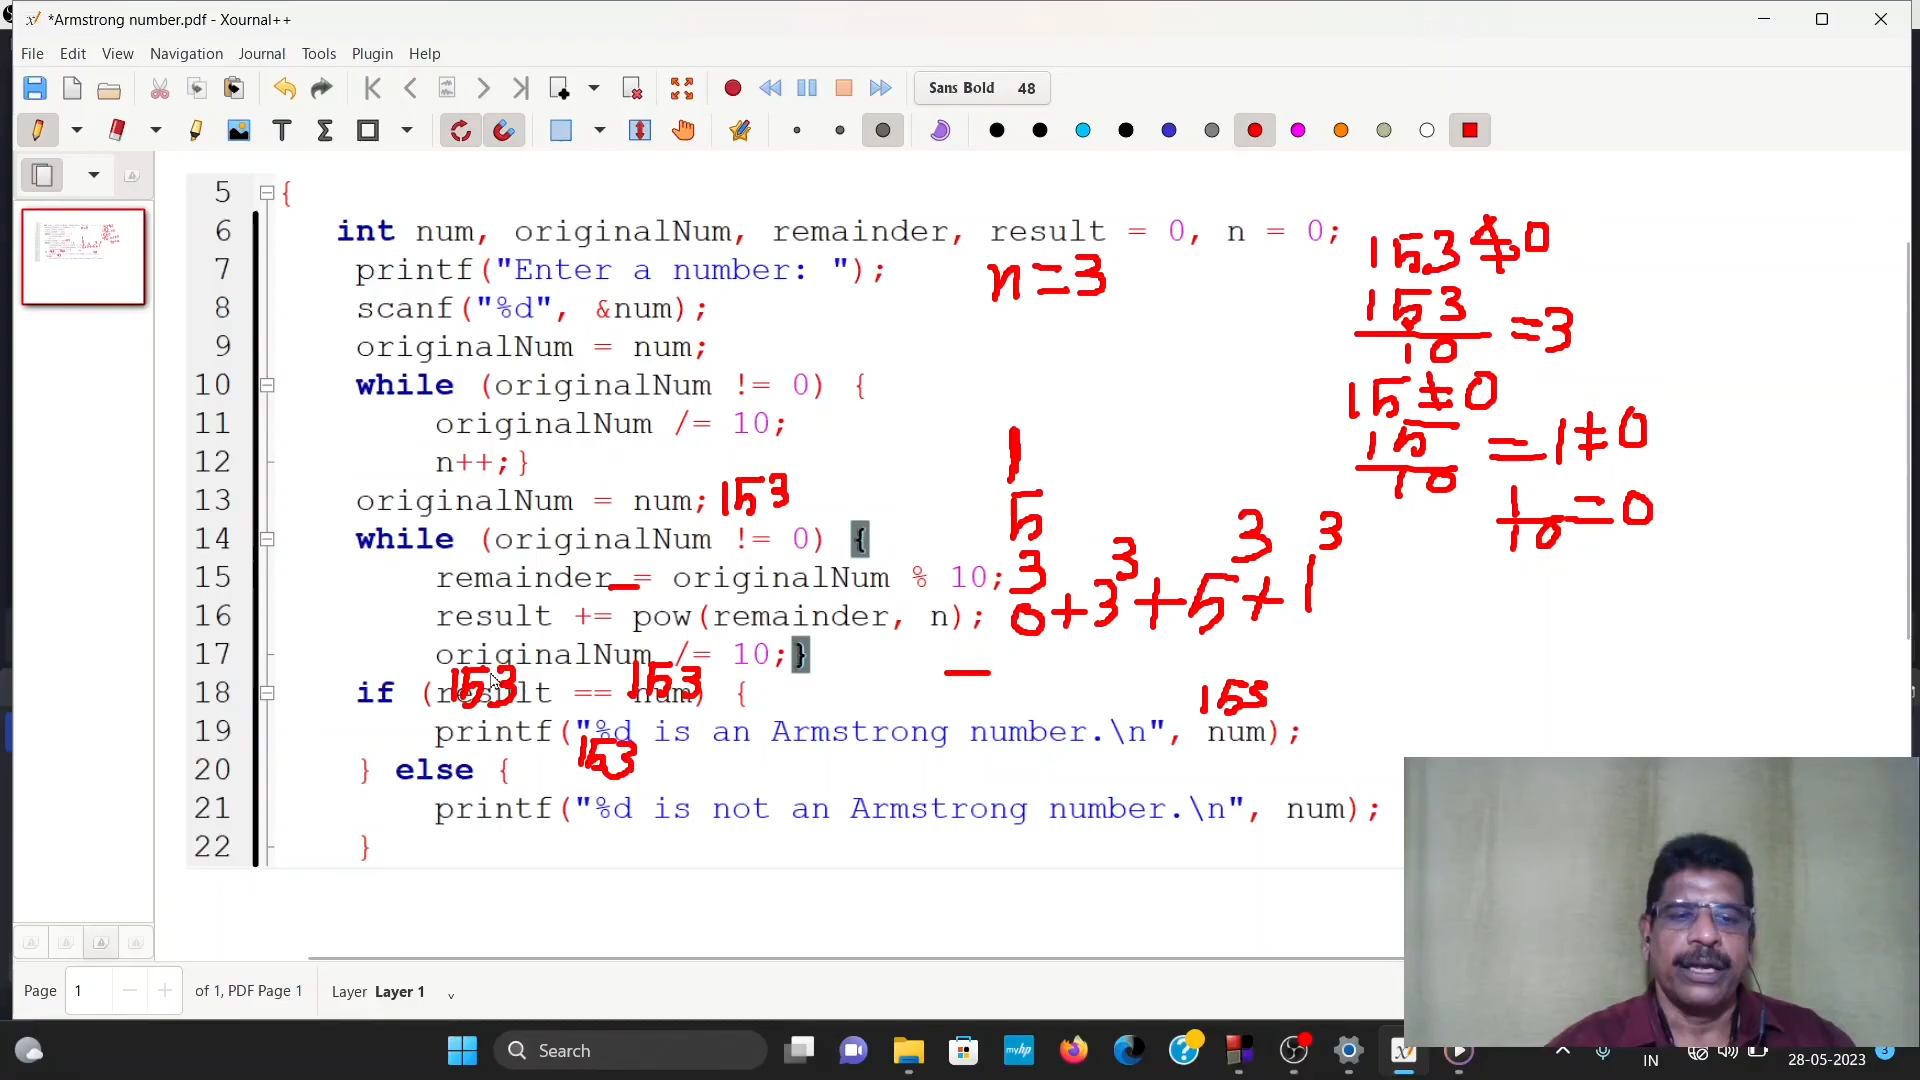 *Armstrong number.pdf - Xournal++
File Edit View Navigation Journal Tools Plugin Help
Sans Bold 48
5 {
6 int num, originalNum, remainder, result = 0, n = 0;
7 printf("Enter a number: ");
8 scanf("%d", &num);
9 originalNum = num;
10 while (originalNum != 0) {
11 originalNum /= 10;
12 n++;}
13 originalNum = num;
14 while (originalNum != 0) {
15 remainder = originalNum % 10;
16 result += pow(remainder, n);
17 originalNum /= 10;}
18 if (result == num) {
19 printf("%d is an Armstrong number.\n", num);
20 } else {
21 printf("%d is not an Armstrong number.\n", num);
22 }
n=3
153
1
5
3
0+3³+5³+1³
153
153
153
153
153≠0
153
10
=3
15≠0
15
10
=1≠0
1
10
=0
Page 1 of 1, PDF Page 1 Layer Layer 1
Search
myhp
IN
28-05-2023
3